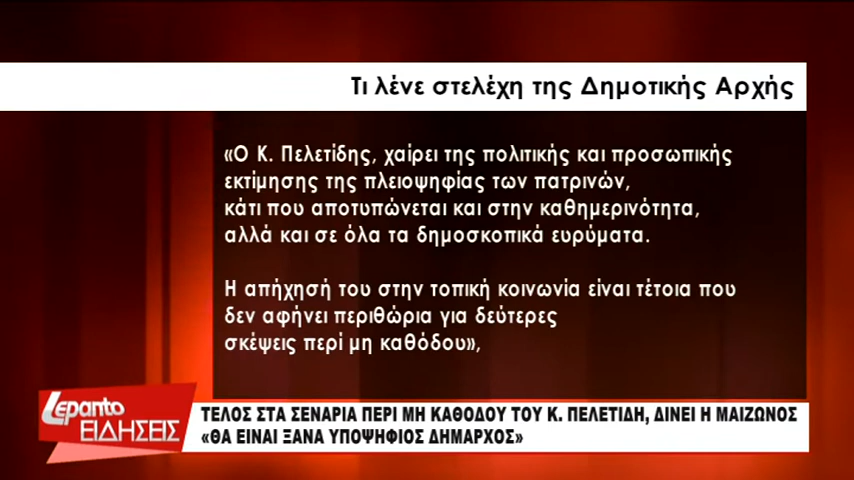 Τι λένε στελέχη της Δημοτικής Αρχής
«Ο Κ. Πελετίδης, χαίρει της πολιτικής και προσωπικής
εκτίμησης της πλειοψηφίας των πατρινών,
κάτι που αποτυπώνεται και στην καθημερινότητα,
αλλά και σε όλα τα δημοσκοπικά ευρύματα.
Η απήχησή του στην τοπική κοινωνία είναι τέτοια που
δεν αφήνει περιθώρια για δεύτερες
σκέψεις περί μη καθόδου»,
Lepanto
ΕΙΔΗΣΕΙΣ
ΤΕΛΟΣ ΣΤΑ ΣΕΝΑΡΙΑ ΠΕΡΙ ΜΗ ΚΑΘΟΔΟΥ ΤΟΥ Κ. ΠΕΛΕΤΙΔΗ, ΔΙΝΕΙ Η ΜΑΙΖΩΝΟΣ
«ΘΑ ΕΙΝΑΙ ΞΑΝΑ ΥΠΟΨΗΦΙΟΣ ΔΗΜΑΡΧΟΣ»